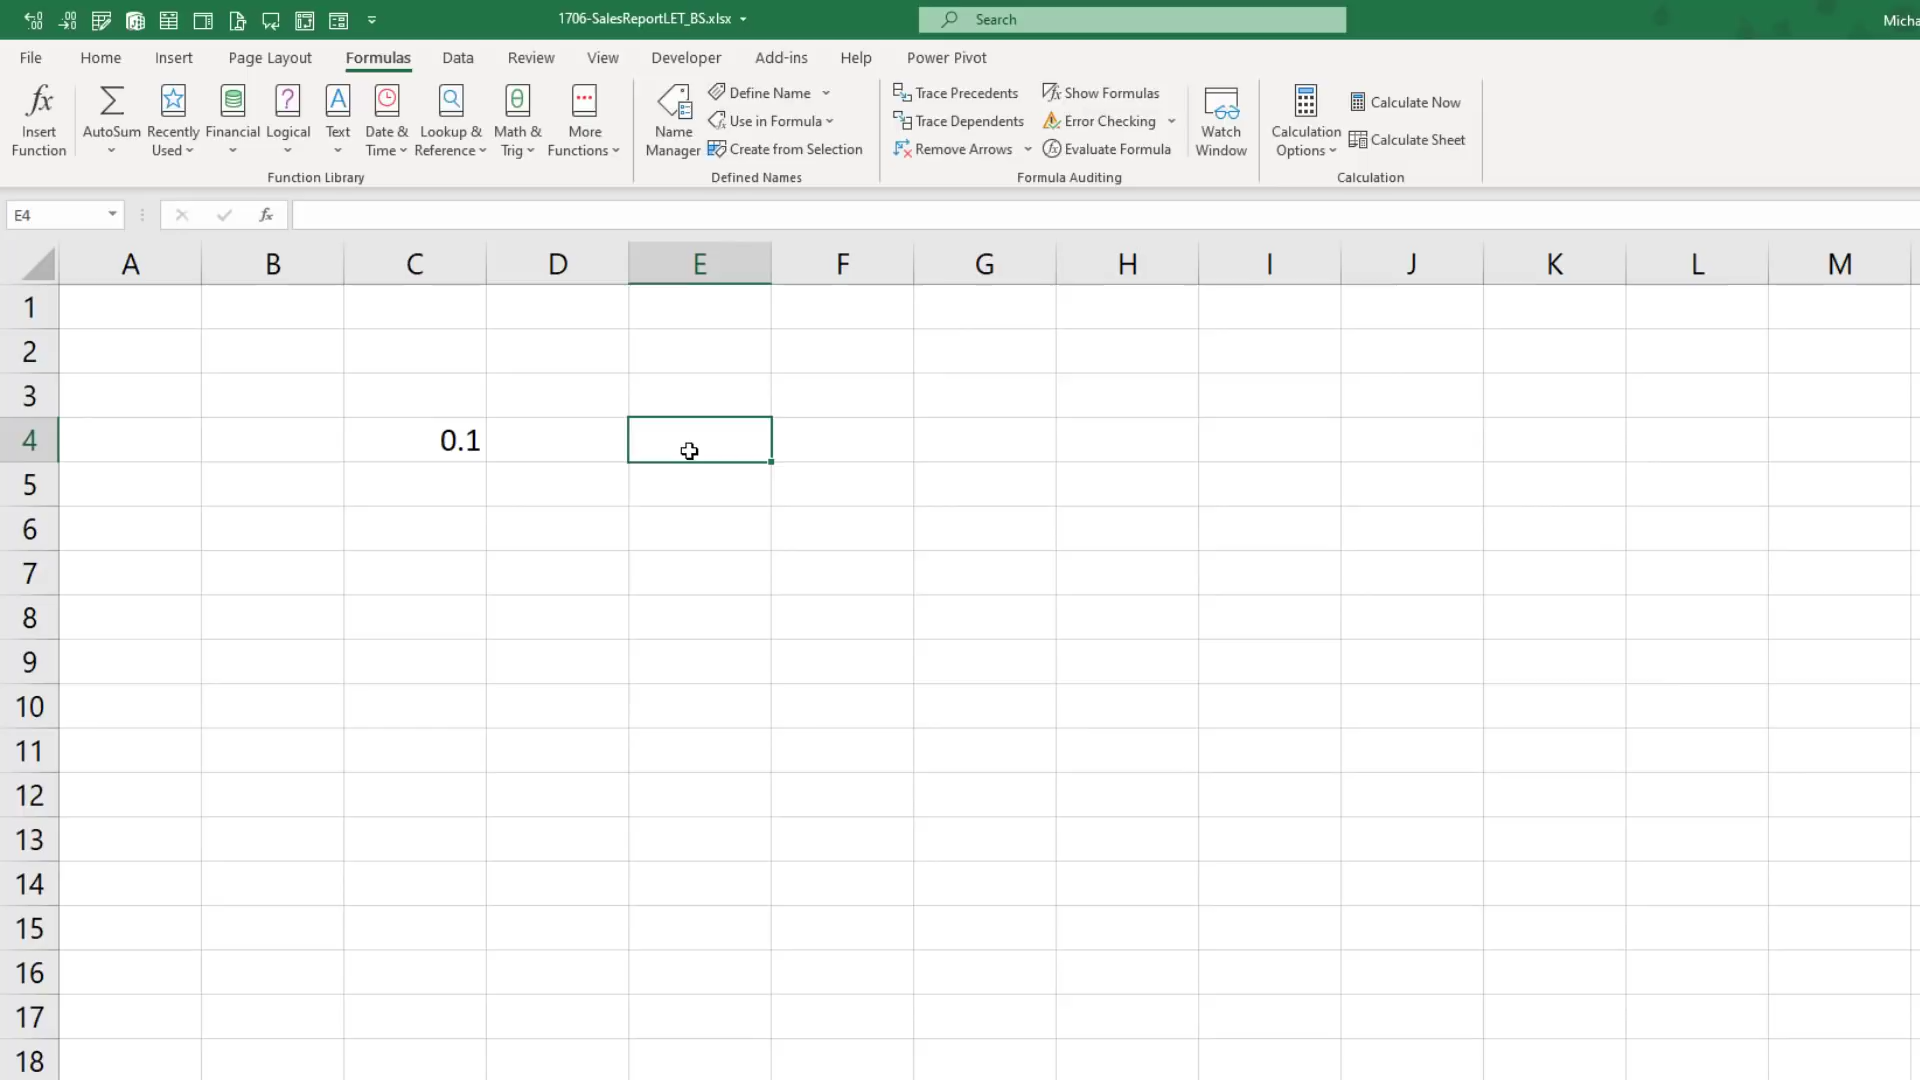 1706-SalesReportLET_BS.xlsx
Search
Micha
File Home Insert Page Layout Formulas Data Review View Developer Add-ins Help Power Pivot
Insert Function
AutoSum
Recently Used
Financial
Logical
Text
Date & Time
Lookup & Reference
Math & Trig
More Functions
Function Library
Name Manager
Define Name
Use in Formula
Create from Selection
Defined Names
Trace Precedents
Trace Dependents
Remove Arrows
Show Formulas
Error Checking
Evaluate Formula
Formula Auditing
Watch Window
Calculation Options
Calculate Now
Calculate Sheet
Calculation
E4
fx
A B C D E F G H I J K L M
1
2
3
4 0.1
5
6
7
8
9
10
11
12
13
14
15
16
17
18